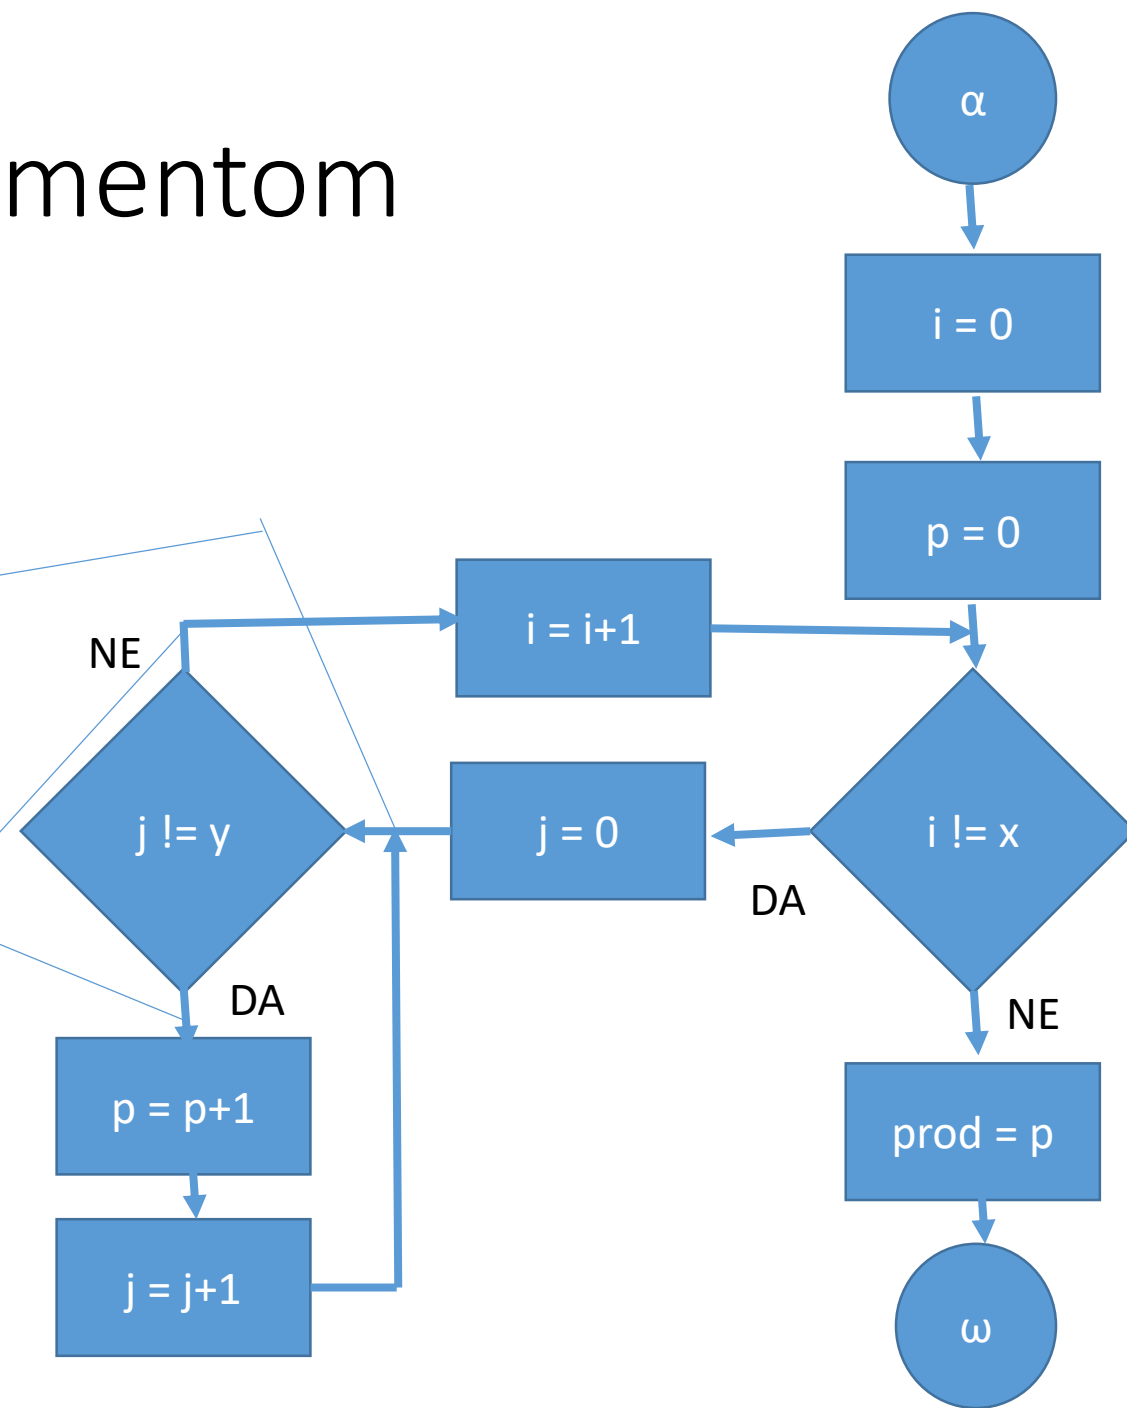 mentom
α
i = 0
p = 0
i = i+1
NE
j != y
j = 0
i != x
DA
DA
NE
p = p+1
prod = p
j = j+1
ω